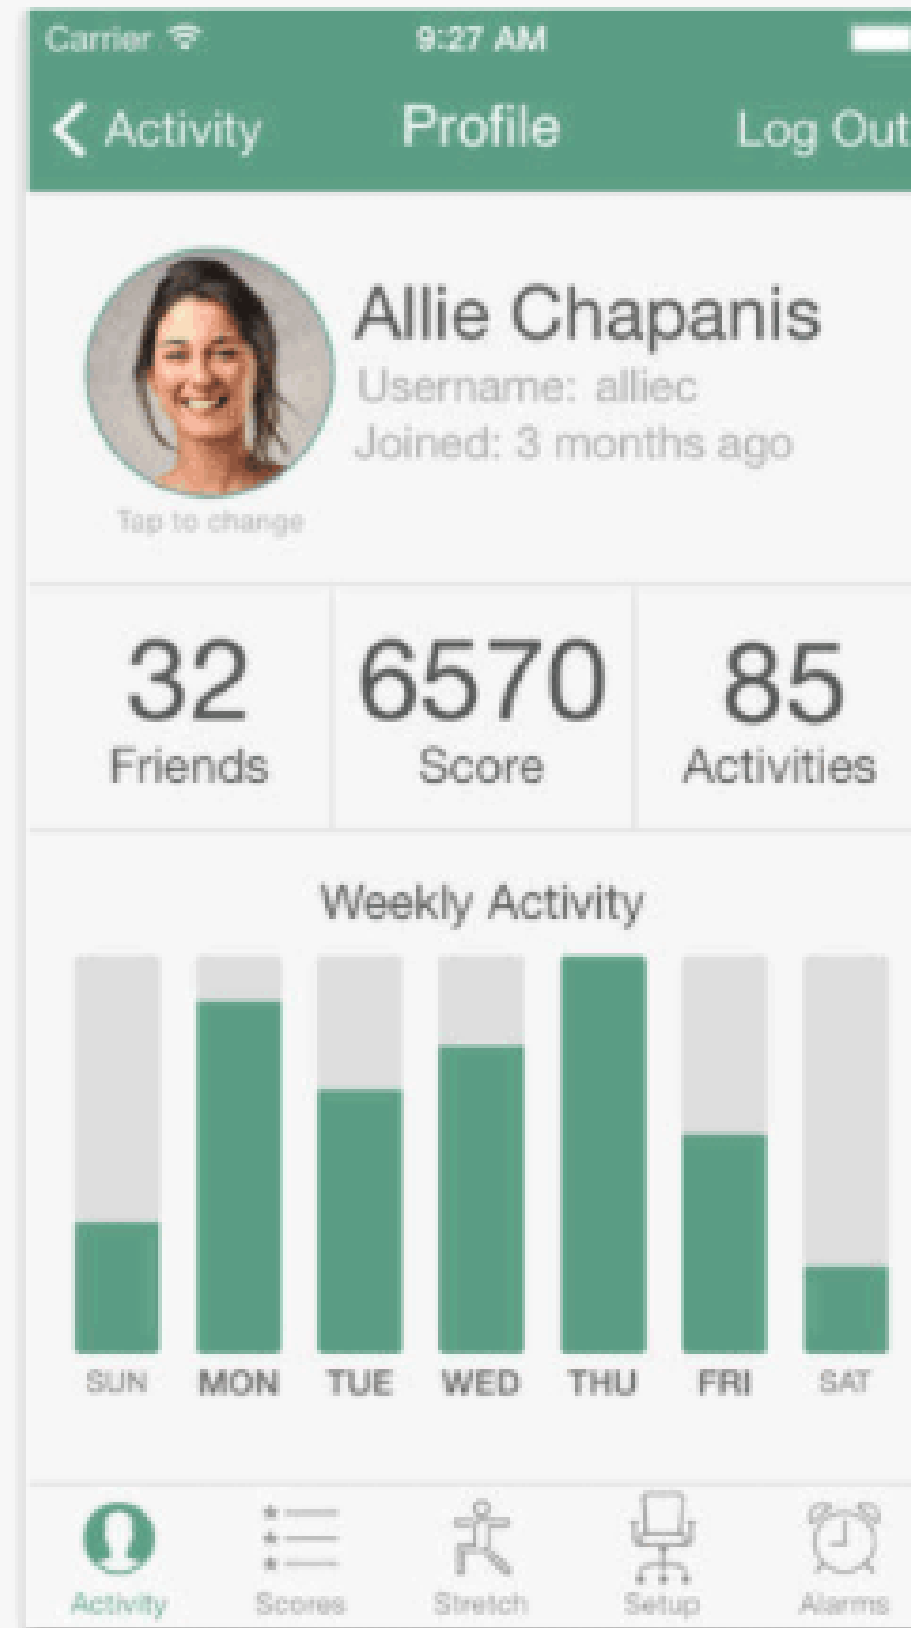 Carrier 9:27 AM
Activity Profile Log Out
Allie Chapanis
Username: alliec
Joined: 3 months ago
Tap to change
32 6570 85
Friends Score Activities
Weekly Activity
SUN MON TUE WED THU FRI SAT
Activity Scores Stretch Setup Alarms